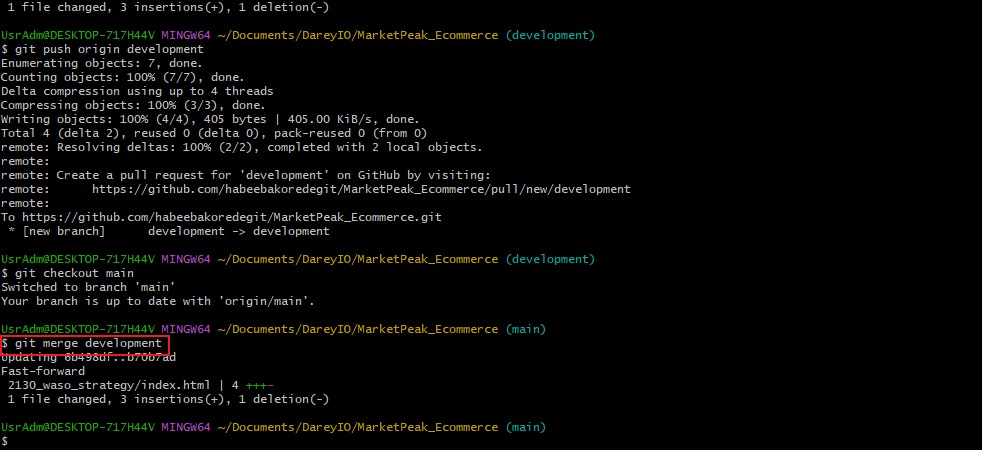 1 file changed, 3 insertions(+), 1 deletion(-)
UsrAdm@DESKTOP-717H44V MINGW64 ~/Documents/DareyIO/MarketPeak_Ecommerce (development)
$ git push origin development
Enumerating objects: 7, done.
Counting objects: 100% (7/7), done.
Delta compression using up to 4 threads
Compressing objects: 100% (3/3), done.
Writing objects: 100% (4/4), 405 bytes | 405.00 KiB/s, done.
Total 4 (delta 2), reused 0 (delta 0), pack-reused 0 (from 0)
remote: Resolving deltas: 100% (2/2), completed with 2 local objects.
remote:
remote: Create a pull request for 'development' on GitHub by visiting:
remote:      https://github.com/habeebakoredegit/MarketPeak_Ecommerce/pull/new/development
remote:
To https://github.com/habeebakoredegit/MarketPeak_Ecommerce.git
 * [new branch]      development -> development
UsrAdm@DESKTOP-717H44V MINGW64 ~/Documents/DareyIO/MarketPeak_Ecommerce (development)
$ git checkout main
Switched to branch 'main'
Your branch is up to date with 'origin/main'.
UsrAdm@DESKTOP-717H44V MINGW64 ~/Documents/DareyIO/MarketPeak_Ecommerce (main)
$ git merge development
Updating 6b498df..b70b7ad
Fast-forward
 2130_waso_strategy/index.html | 4 +++-
 1 file changed, 3 insertions(+), 1 deletion(-)
UsrAdm@DESKTOP-717H44V MINGW64 ~/Documents/DareyIO/MarketPeak_Ecommerce (main)
$